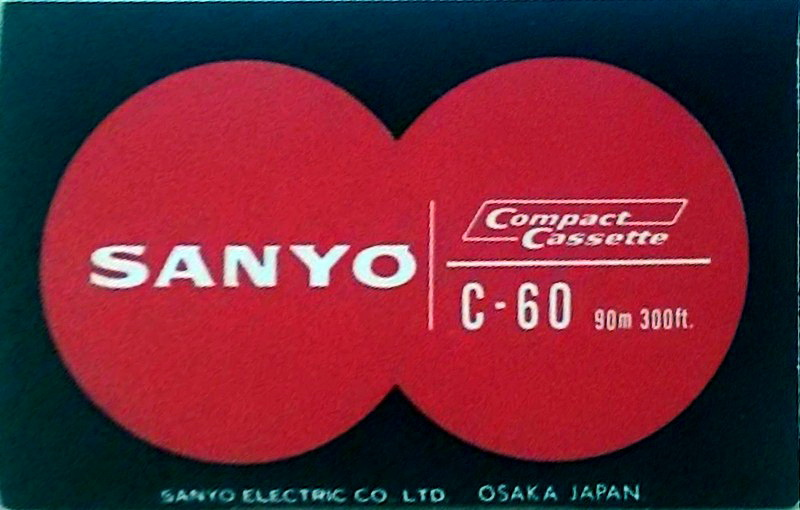 SANYO
Compact
Cassette
C-60 90m 300ft.
SANYO ELECTRIC CO. LTD. OSAKA JAPAN